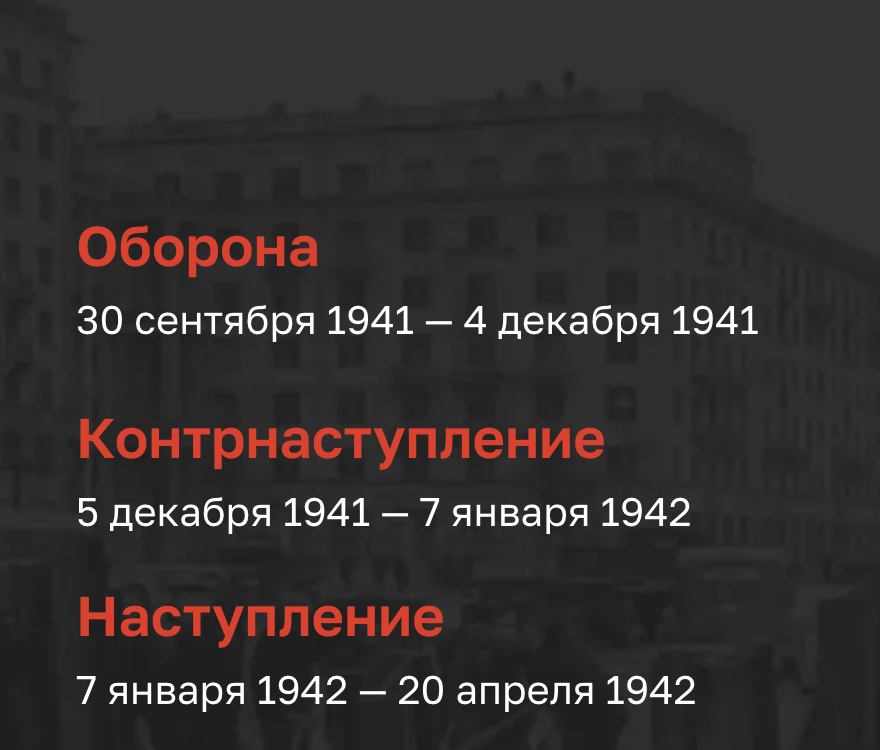 Оборона
30 сентября 1941 — 4 декабря 1941
Контрнаступление
5 декабря 1941 — 7 января 1942
Наступление
7 января 1942 — 20 апреля 1942